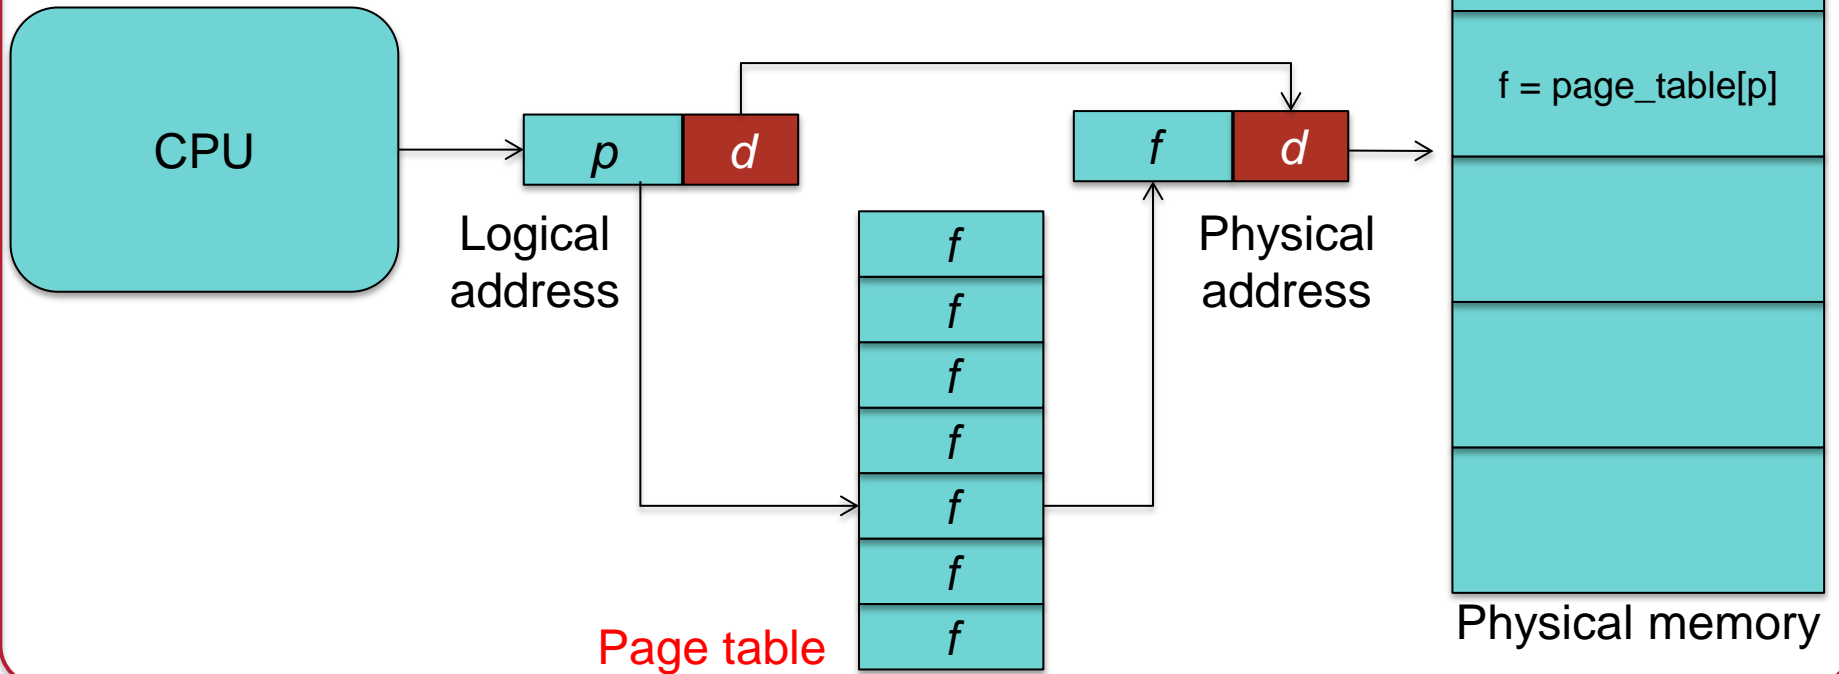 CPU
p d
Logical
address
f
f
f
f
f
f
f
Page table
f d
Physical
address
f = page_table[p]
Physical memory